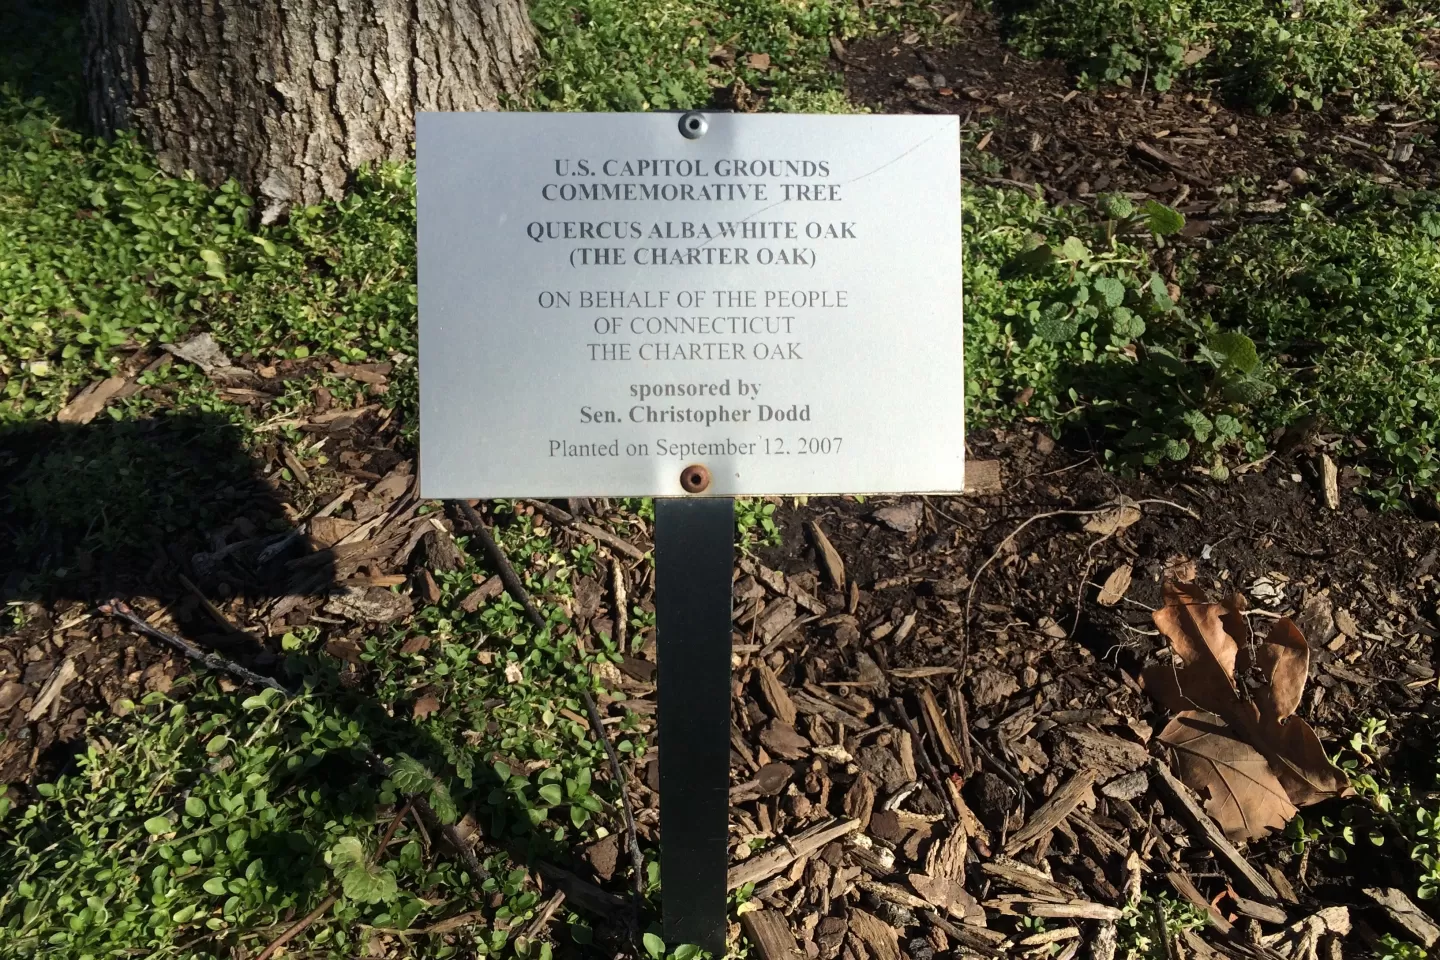 U.S. CAPITOL GROUNDS
COMMEMORATIVE TREE
QUERCUS ALBA WHITE OAK
(THE CHARTER OAK)
ON BEHALF OF THE PEOPLE
OF CONNECTICUT
THE CHARTER OAK
sponsored by
Sen. Christopher Dodd
Planted on September 12, 2007